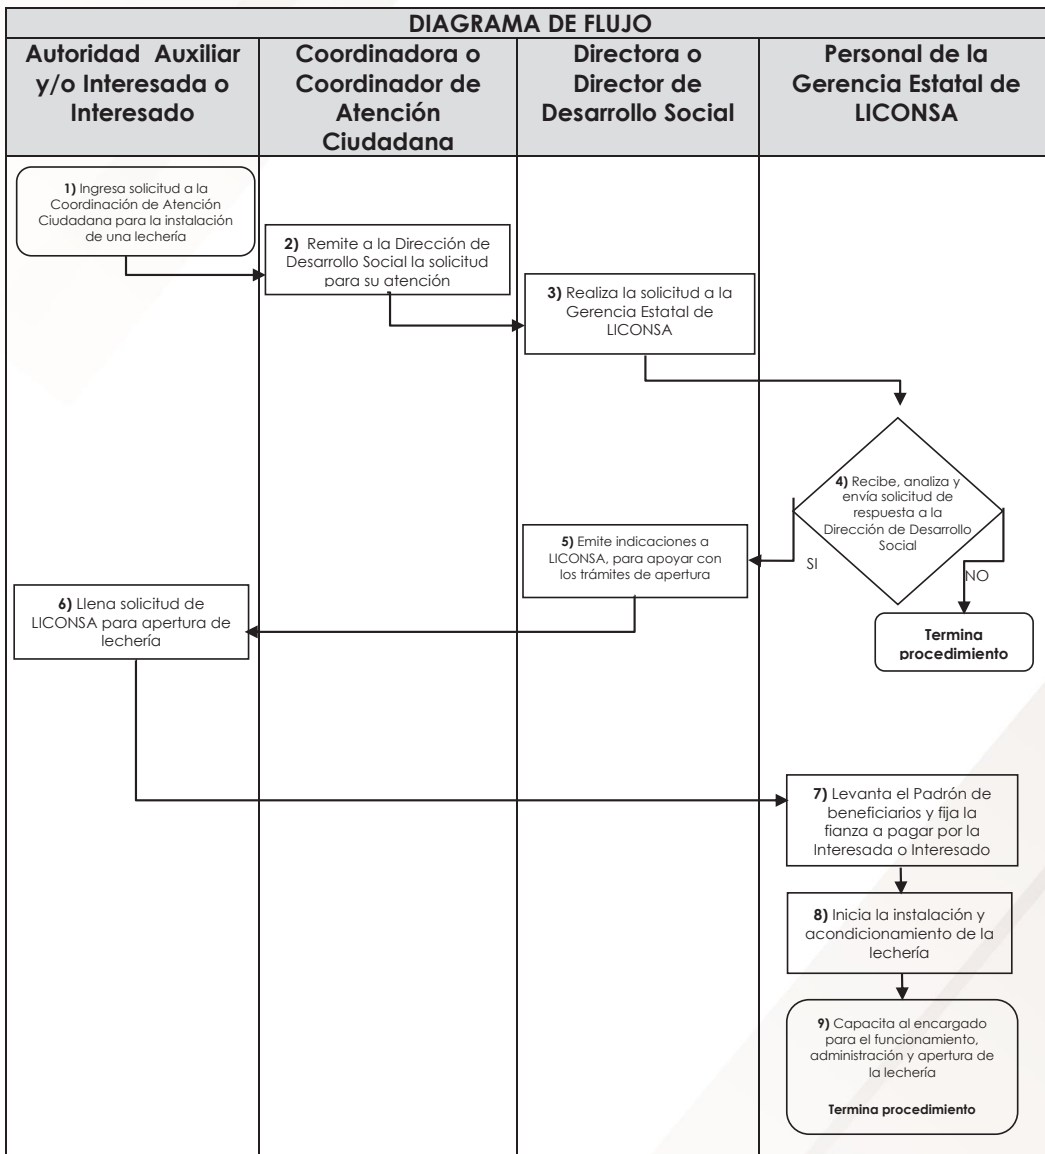 DIAGRAMA DE FLUJO
Autoridad Auxiliar
y/o Interesada o
Interesado
Coordinadora o
Coordinador de
Atención
Ciudadana
Directora o
Director de
Desarrollo Social
Personal de la
Gerencia Estatal de
LICONSA
1) Ingresa solicitud a la
Coordinación de Atención
Ciudadana para la instalación
de una lechería
2) Remite a la Dirección de
Desarrollo Social la solicitud
para su atención
3) Realiza la solicitud a la
Gerencia Estatal de
LICONSA
4) Recibe, analiza y
envía solicitud de
respuesta a la
Dirección de Desarrollo
Social
SI
NO
Termina
procedimiento
5) Emite indicaciones a
LICONSA, para apoyar con
los trámites de apertura
6) Llena solicitud de
LICONSA para apertura de
lechería
7) Levanta el Padrón de
beneficiarios y fija la
fianza a pagar por la
Interesada o Interesado
8) Inicia la instalación y
acondicionamiento de la
lechería
9) Capacita al encargado
para el funcionamiento,
administración y apertura de
la lechería
Termina procedimiento